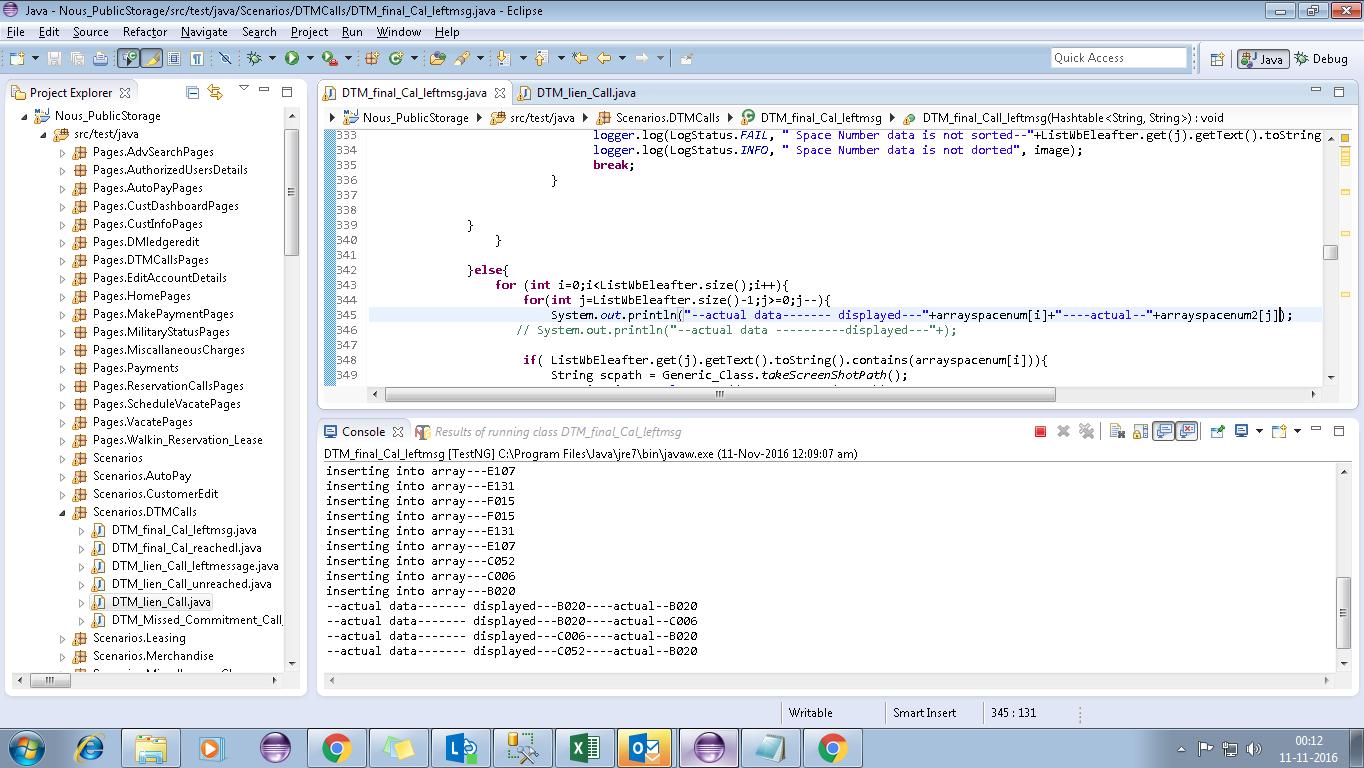 Java - Nous_PublicStorage/src/test/java/Scenarios/DTMCalls/DTM_final_Cal_leftmsg.java - Eclipse
File Edit Source Refactor Navigate Search Project Run Window Help
Quick Access
Java
Debug
Project Explorer
Nous_PublicStorage
src/test/java
Pages.AdvSearchPages
Pages.AuthorizedUsersDetails
Pages.AutoPayPages
Pages.CustDashboardPages
Pages.CustInfoPages
Pages.DMledgeredit
Pages.DTMCallsPages
Pages.EditAccountDetails
Pages.HomePages
Pages.MakePaymentPages
Pages.MilitaryStatusPages
Pages.MiscallaneousCharges
Pages.Payments
Pages.ReservationCallsPages
Pages.ScheduleVacatePages
Pages.VacatePages
Pages.Walkin_Reservation_Lease
Scenarios
Scenarios.AutoPay
Scenarios.CustomerEdit
Scenarios.DTMCalls
DTM_final_Cal_leftmsg.java
DTM_final_Cal_reachedl.java
DTM_lien_Call_leftmessage.java
DTM_lien_Call_unreached.java
DTM_lien_Call.java
DTM_Missed_Commitment_Call_
Scenarios.Leasing
Scenarios.Merchandise
DTM_final_Cal_leftmsg.java
DTM_lien_Call.java
Nous_PublicStorage src/test/java Scenarios.DTMCalls DTM_final_Cal_leftmsg DTM_final_Call_leftmsg(Hashtable<String, String>) : void
333 logger.log(LogStatus.FAIL, " Space Number data is not sorted--"+ListWbEleafter.get(j).getText().toString
334 logger.log(LogStatus.INFO, " Space Number data is not dorted", image);
335 break;
336 }
337
338
339 }
340 }
341
342 }else{
343 for (int i=0;i<ListWbEleafter.size();i++){
344 for(int j=ListWbEleafter.size()-1;j>=0;j--){
345 System.out.println("--actual data------- displayed---"+arrayspacenum[i]+"----actual--"+arrayspacenum2[j]);
346 // System.out.println("--actual data ----------displayed---"+);
347
348 if( ListWbEleafter.get(j).getText().toString().contains(arrayspacenum[i])){
349 String scpath = Generic_Class.takeScreenShotPath();
Console
Results of running class DTM_final_Cal_leftmsg
DTM_final_Cal_leftmsg [TestNG] C:\Program Files\Java\jre7\bin\javaw.exe (11-Nov-2016 12:09:07 am)
inserting into array---E107
inserting into array---E131
inserting into array---F015
inserting into array---F015
inserting into array---E131
inserting into array---E107
inserting into array---C052
inserting into array---C006
inserting into array---B020
--actual data------- displayed---B020----actual--B020
--actual data------- displayed---B020----actual--C006
--actual data------- displayed---C006----actual--B020
--actual data------- displayed---C052----actual--B020
Writable
Smart Insert
345 : 131
00:12
11-11-2016